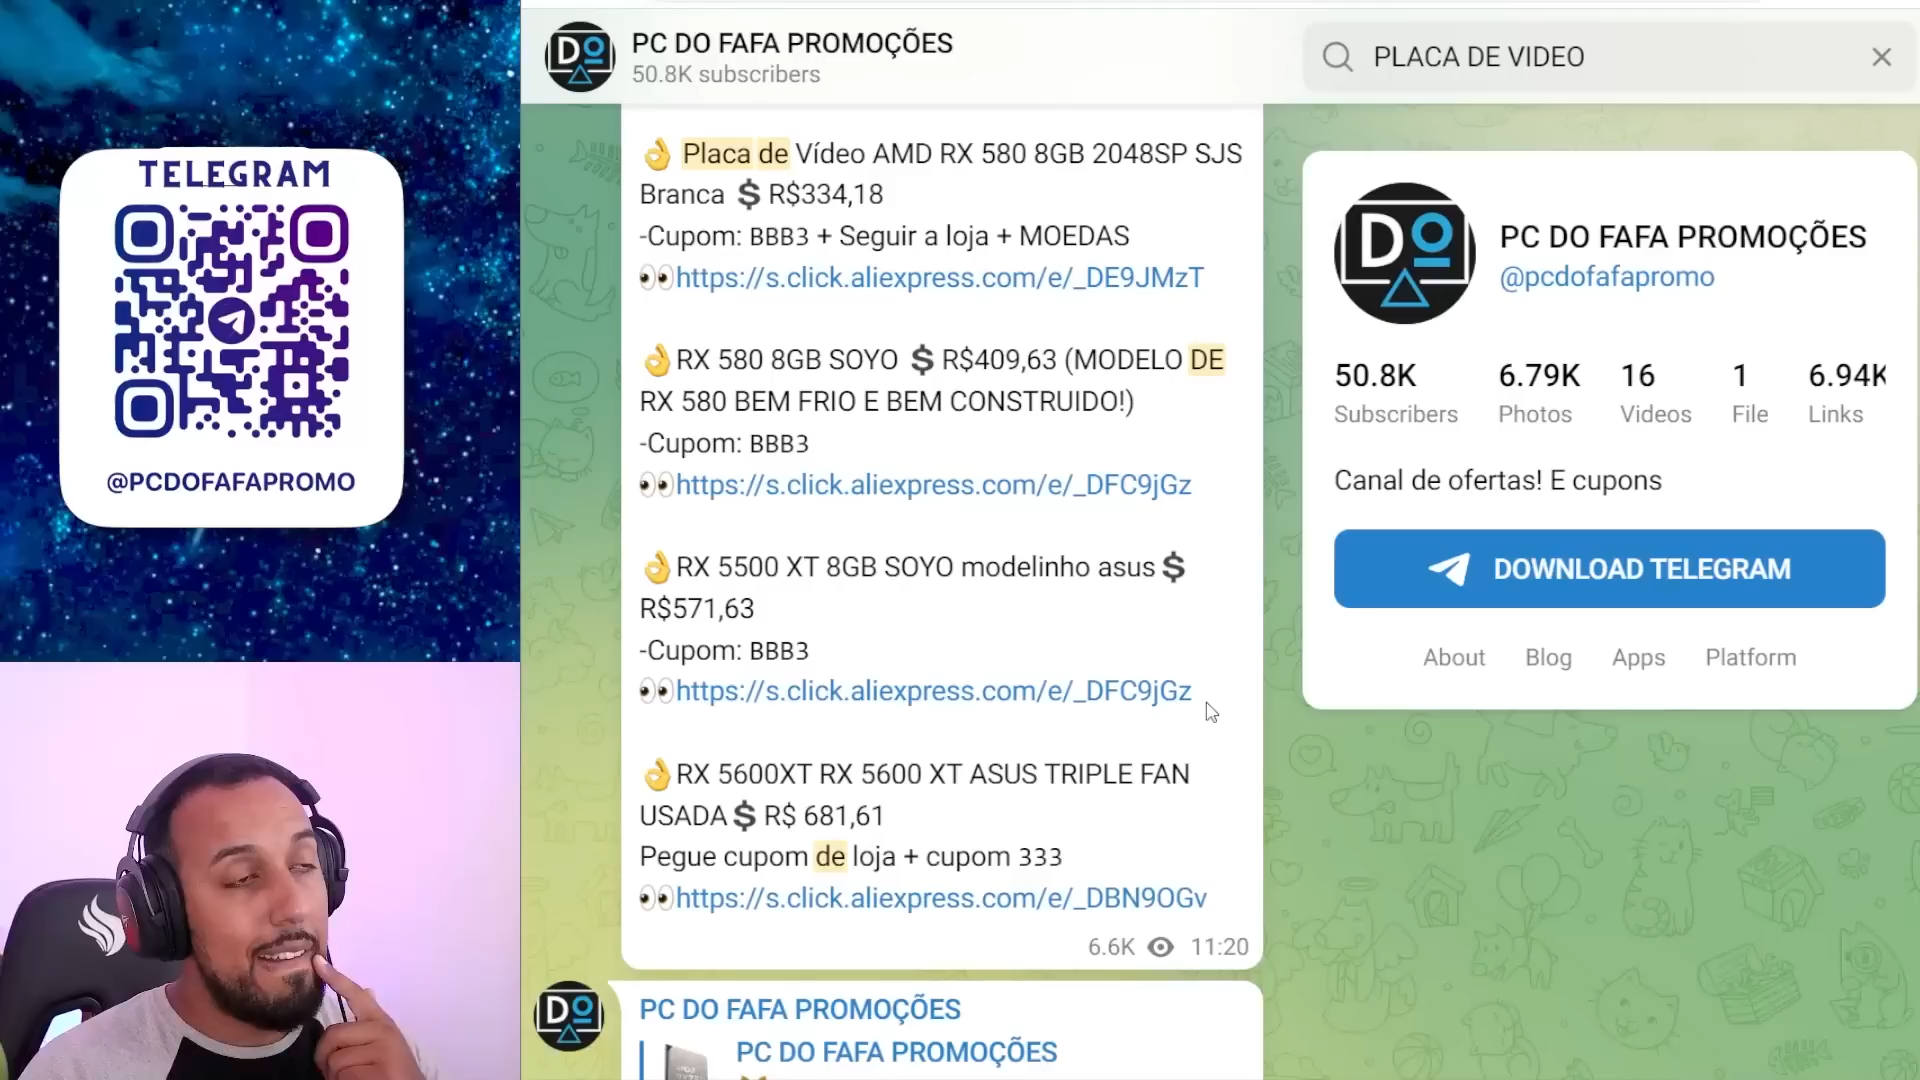 TELEGRAM
@PCDOFAFAPROMO
DO
PC DO FAFA PROMOÇÕES
50.8K subscribers
PLACA DE VIDEO
👌 Placa de Vídeo AMD RX 580 8GB 2048SP SJS
Branca 💲 R$334,18
-Cupom: BBB3 + Seguir a loja + MOEDAS
👀https://s.click.aliexpress.com/e/_DE9JMzT
👌RX 580 8GB SOYO 💲 R$409,63 (MODELO DE
RX 580 BEM FRIO E BEM CONSTRUIDO!)
-Cupom: BBB3
👀https://s.click.aliexpress.com/e/_DFC9jGz
👌RX 5500 XT 8GB SOYO modelinho asus💲
R$571,63
-Cupom: BBB3
👀https://s.click.aliexpress.com/e/_DFC9jGz
👌RX 5600XT RX 5600 XT ASUS TRIPLE FAN
USADA💲 R$ 681,61
Pegue cupom de loja + cupom 333
👀https://s.click.aliexpress.com/e/_DBN9OGv
6.6K 11:20
DO
PC DO FAFA PROMOÇÕES
PC DO FAFA PROMOÇÕES
DO
PC DO FAFA PROMOÇÕES
@pcdofafapromo
50.8K 6.79K 16 1 6.94K
Subscribers Photos Videos File Links
Canal de ofertas! E cupons
DOWNLOAD TELEGRAM
About Blog Apps Platform